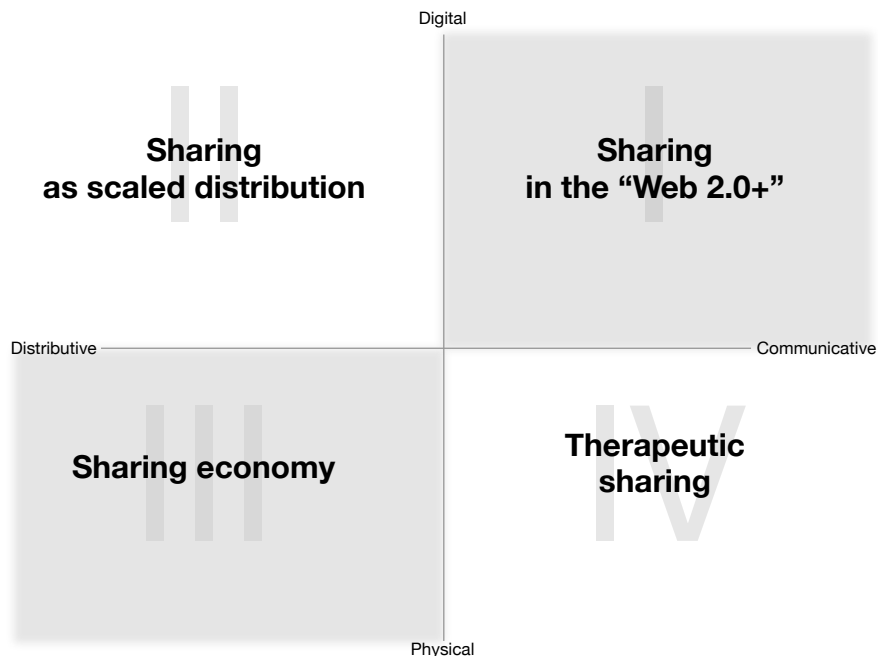 Digital
II
I
Sharing
as scaled distribution
Sharing
in the “Web 2.0+”
Distributive
Communicative
III
IV
Sharing economy
Therapeutic
sharing
Physical